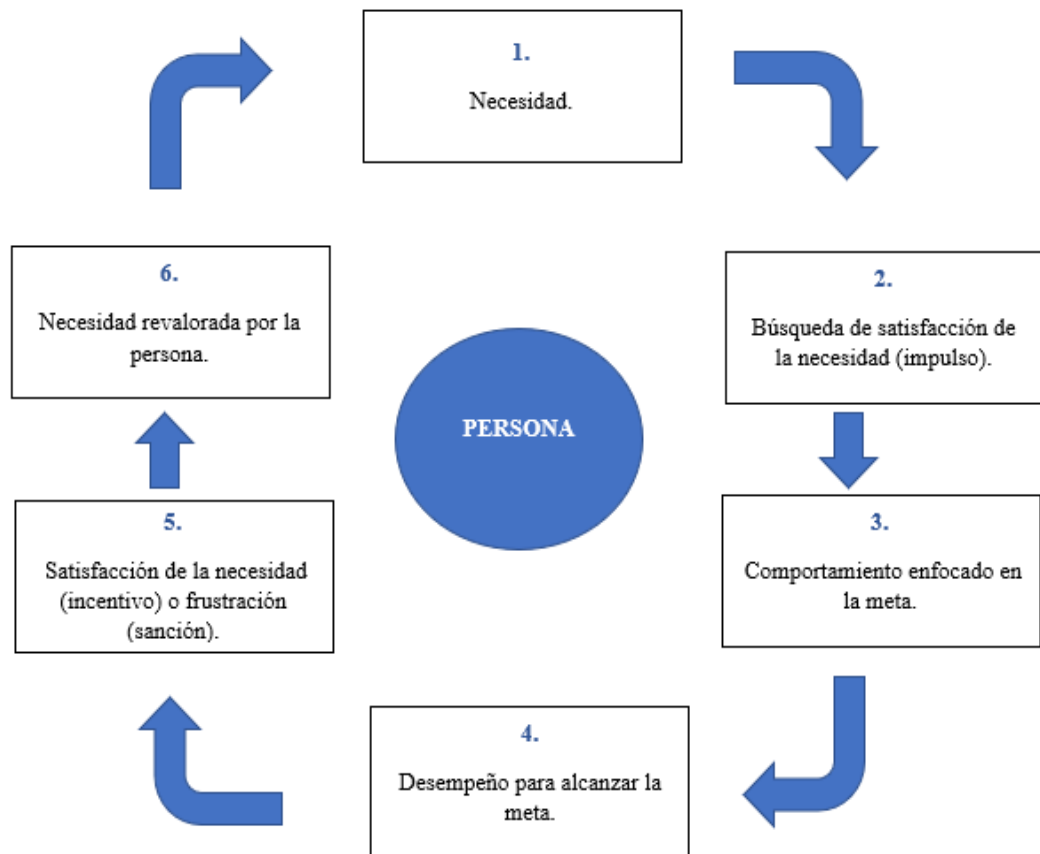 1.
Necesidad.
2.
Búsqueda de satisfacción de
la necesidad (impulso).
3.
Comportamiento enfocado en
la meta.
4.
Desempeño para alcanzar la
meta.
5.
Satisfacción de la necesidad
(incentivo) o frustración
(sanción).
6.
Necesidad revalorada por la
persona.
PERSONA